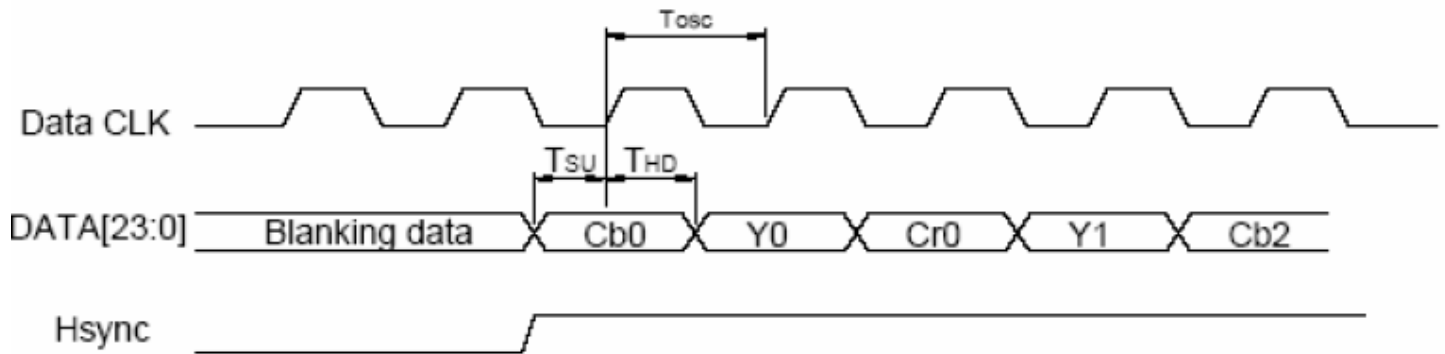 Tosc
Data CLK
TSU THD
DATA[23:0] Blanking data Cb0 Y0 Cr0 Y1 Cb2
Hsync